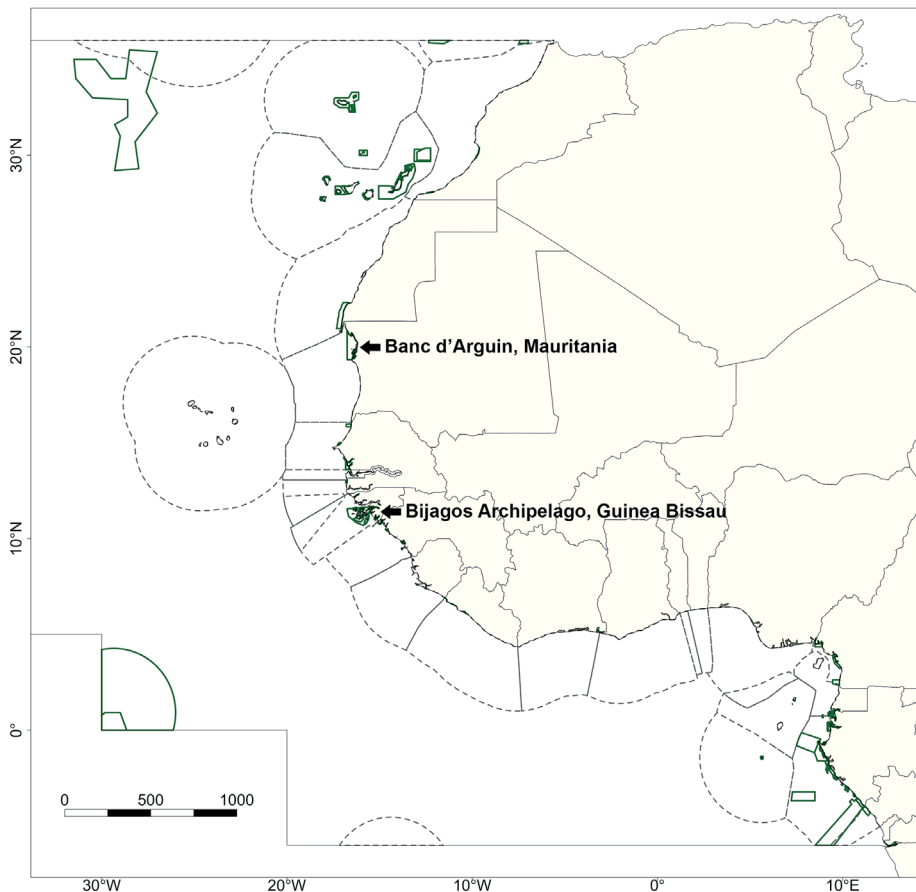 30°N
20°N
Banc d’Arguin, Mauritania
10°N
Bijagos Archipelago, Guinea Bissau
0°
0 500 1000
30°W 20°W 10°W 0° 10°E